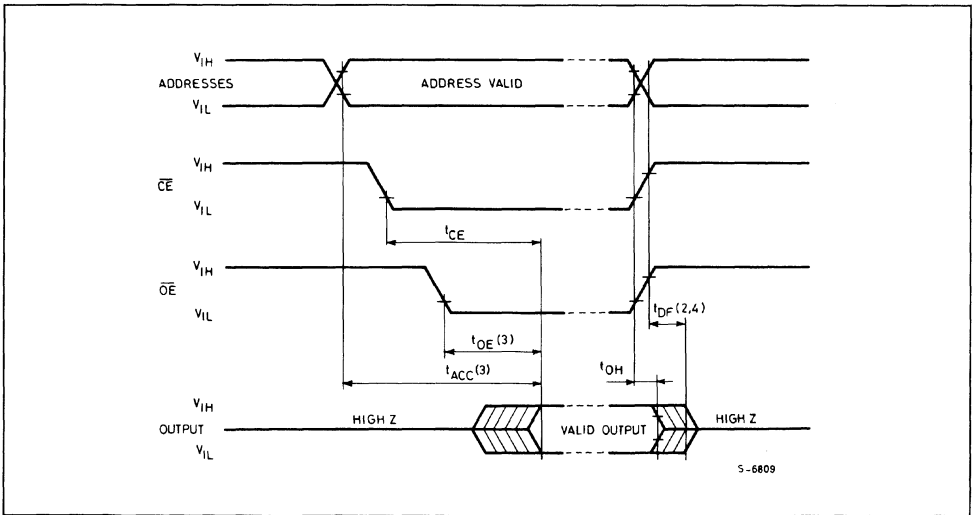 VIH
ADDRESSES
ADDRESS VALID
VIL
VIH
CE
VIL
tCE
VIH
OE
VIL
tDF(2,4)
tOE(3)
tOH
tACC(3)
VIH
HIGH Z
HIGH Z
OUTPUT
VALID OUTPUT
VIL
S-6809